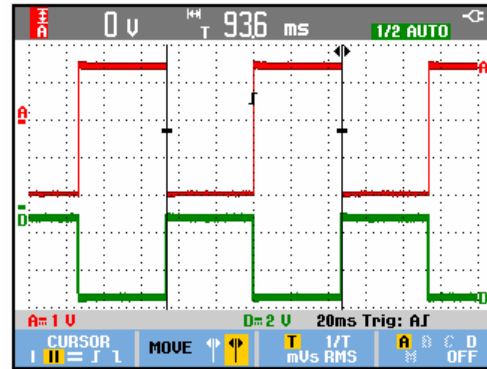 A 0 V T 93.6 ms 1/2 AUTO
A
A
D
D
A= 1 V D= 2 V 20ms Trig: A
CURSOR MOVE T 1/T A B C D
mVs RMS M OFF